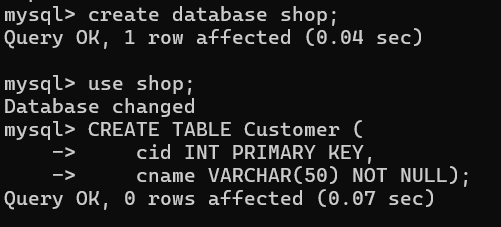 mysql> create database shop;
Query OK, 1 row affected (0.04 sec)

mysql> use shop;
Database changed
mysql> CREATE TABLE Customer (
    ->     cid INT PRIMARY KEY,
    ->     cname VARCHAR(50) NOT NULL);
Query OK, 0 rows affected (0.07 sec)